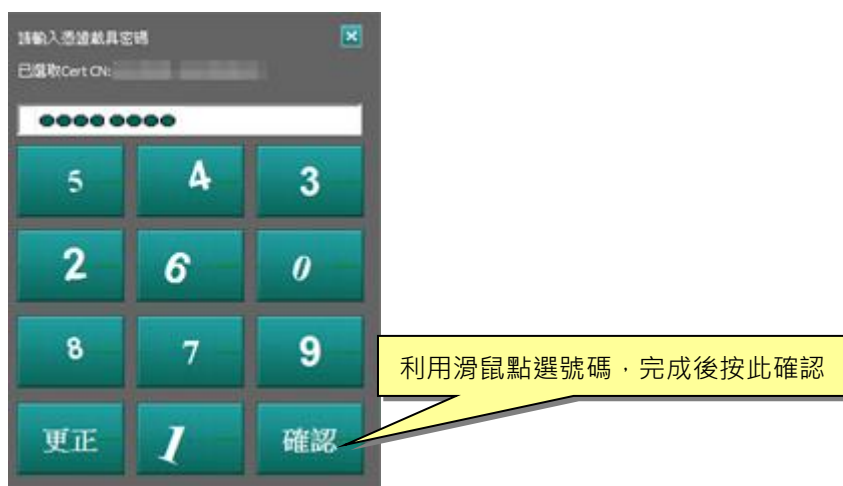 請輸入憑證載具密碼
已選取Cert CN:
5 4 3
2 6 0
8 7 9
利用滑鼠點選號碼，完成後按此確認
更正 1 確認